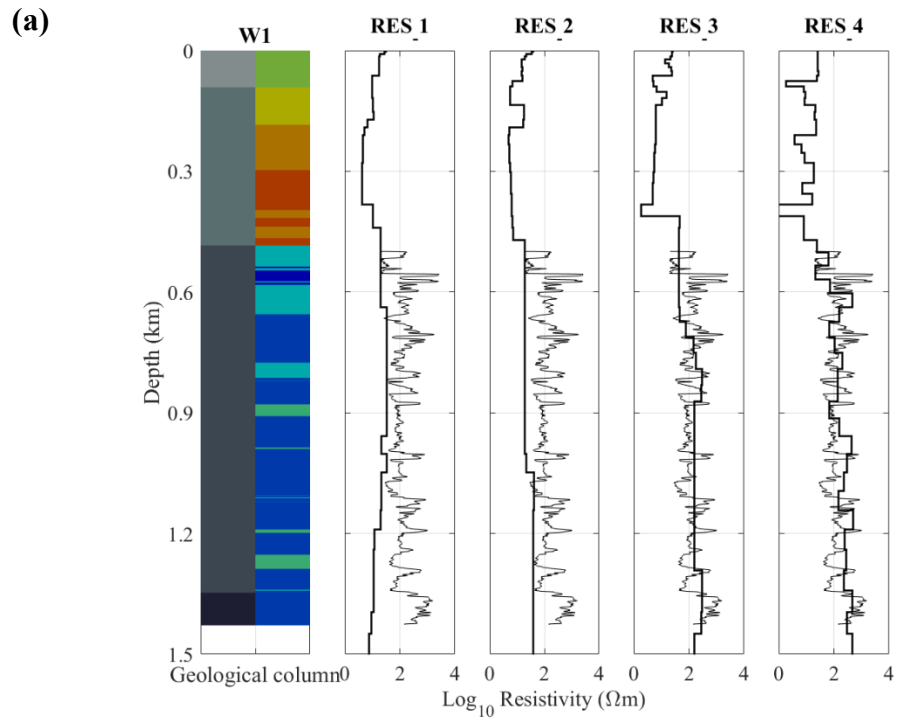 (a)
W1 RES_1 RES_2 RES_3 RES_4
0
0.3
0.6
0.9
1.2
1.5
Depth (km)
Geological column 0 2 4 0 2 4 0 2 4 0 2 4
Log10 Resistivity (Ωm)